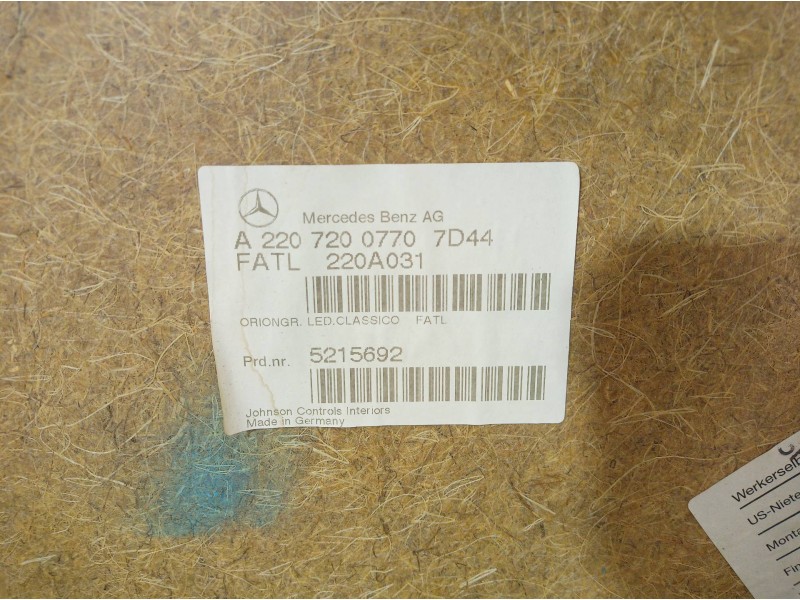 Mercedes Benz AG
A 220 720 0770 7D44
FATL 220A031
ORIONGR. LED.CLASSICO FATL
Prd.nr. 5215692
Johnson Controls Interiors
Made in Germany
US-Niete
Monta
Fin